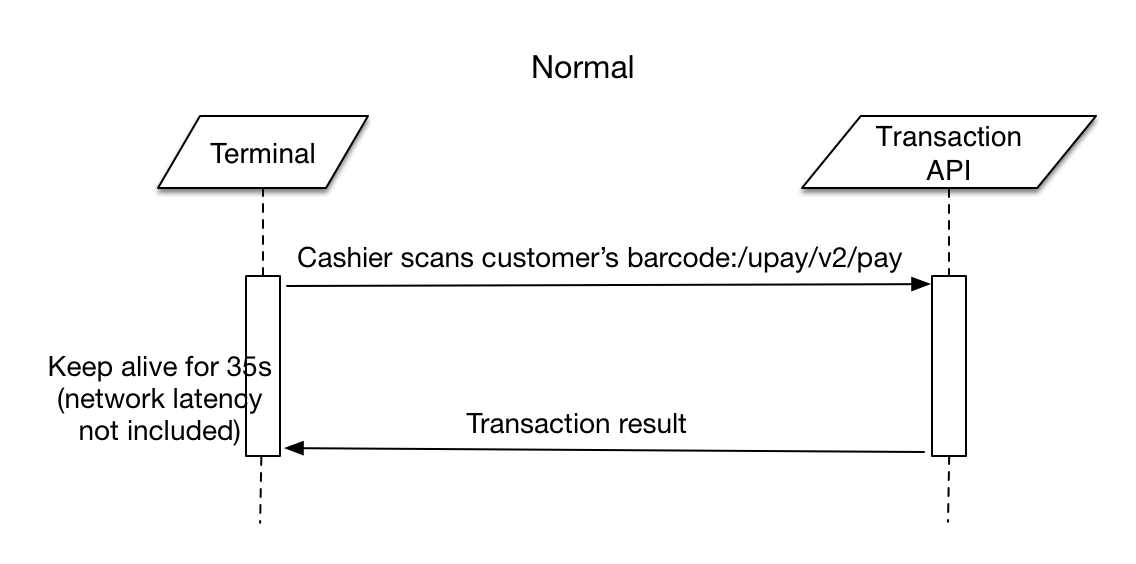 Normal
Terminal
Transaction
API
Cashier scans customer’s barcode:/upay/v2/pay
Keep alive for 35s
(network latency
not included)
Transaction result